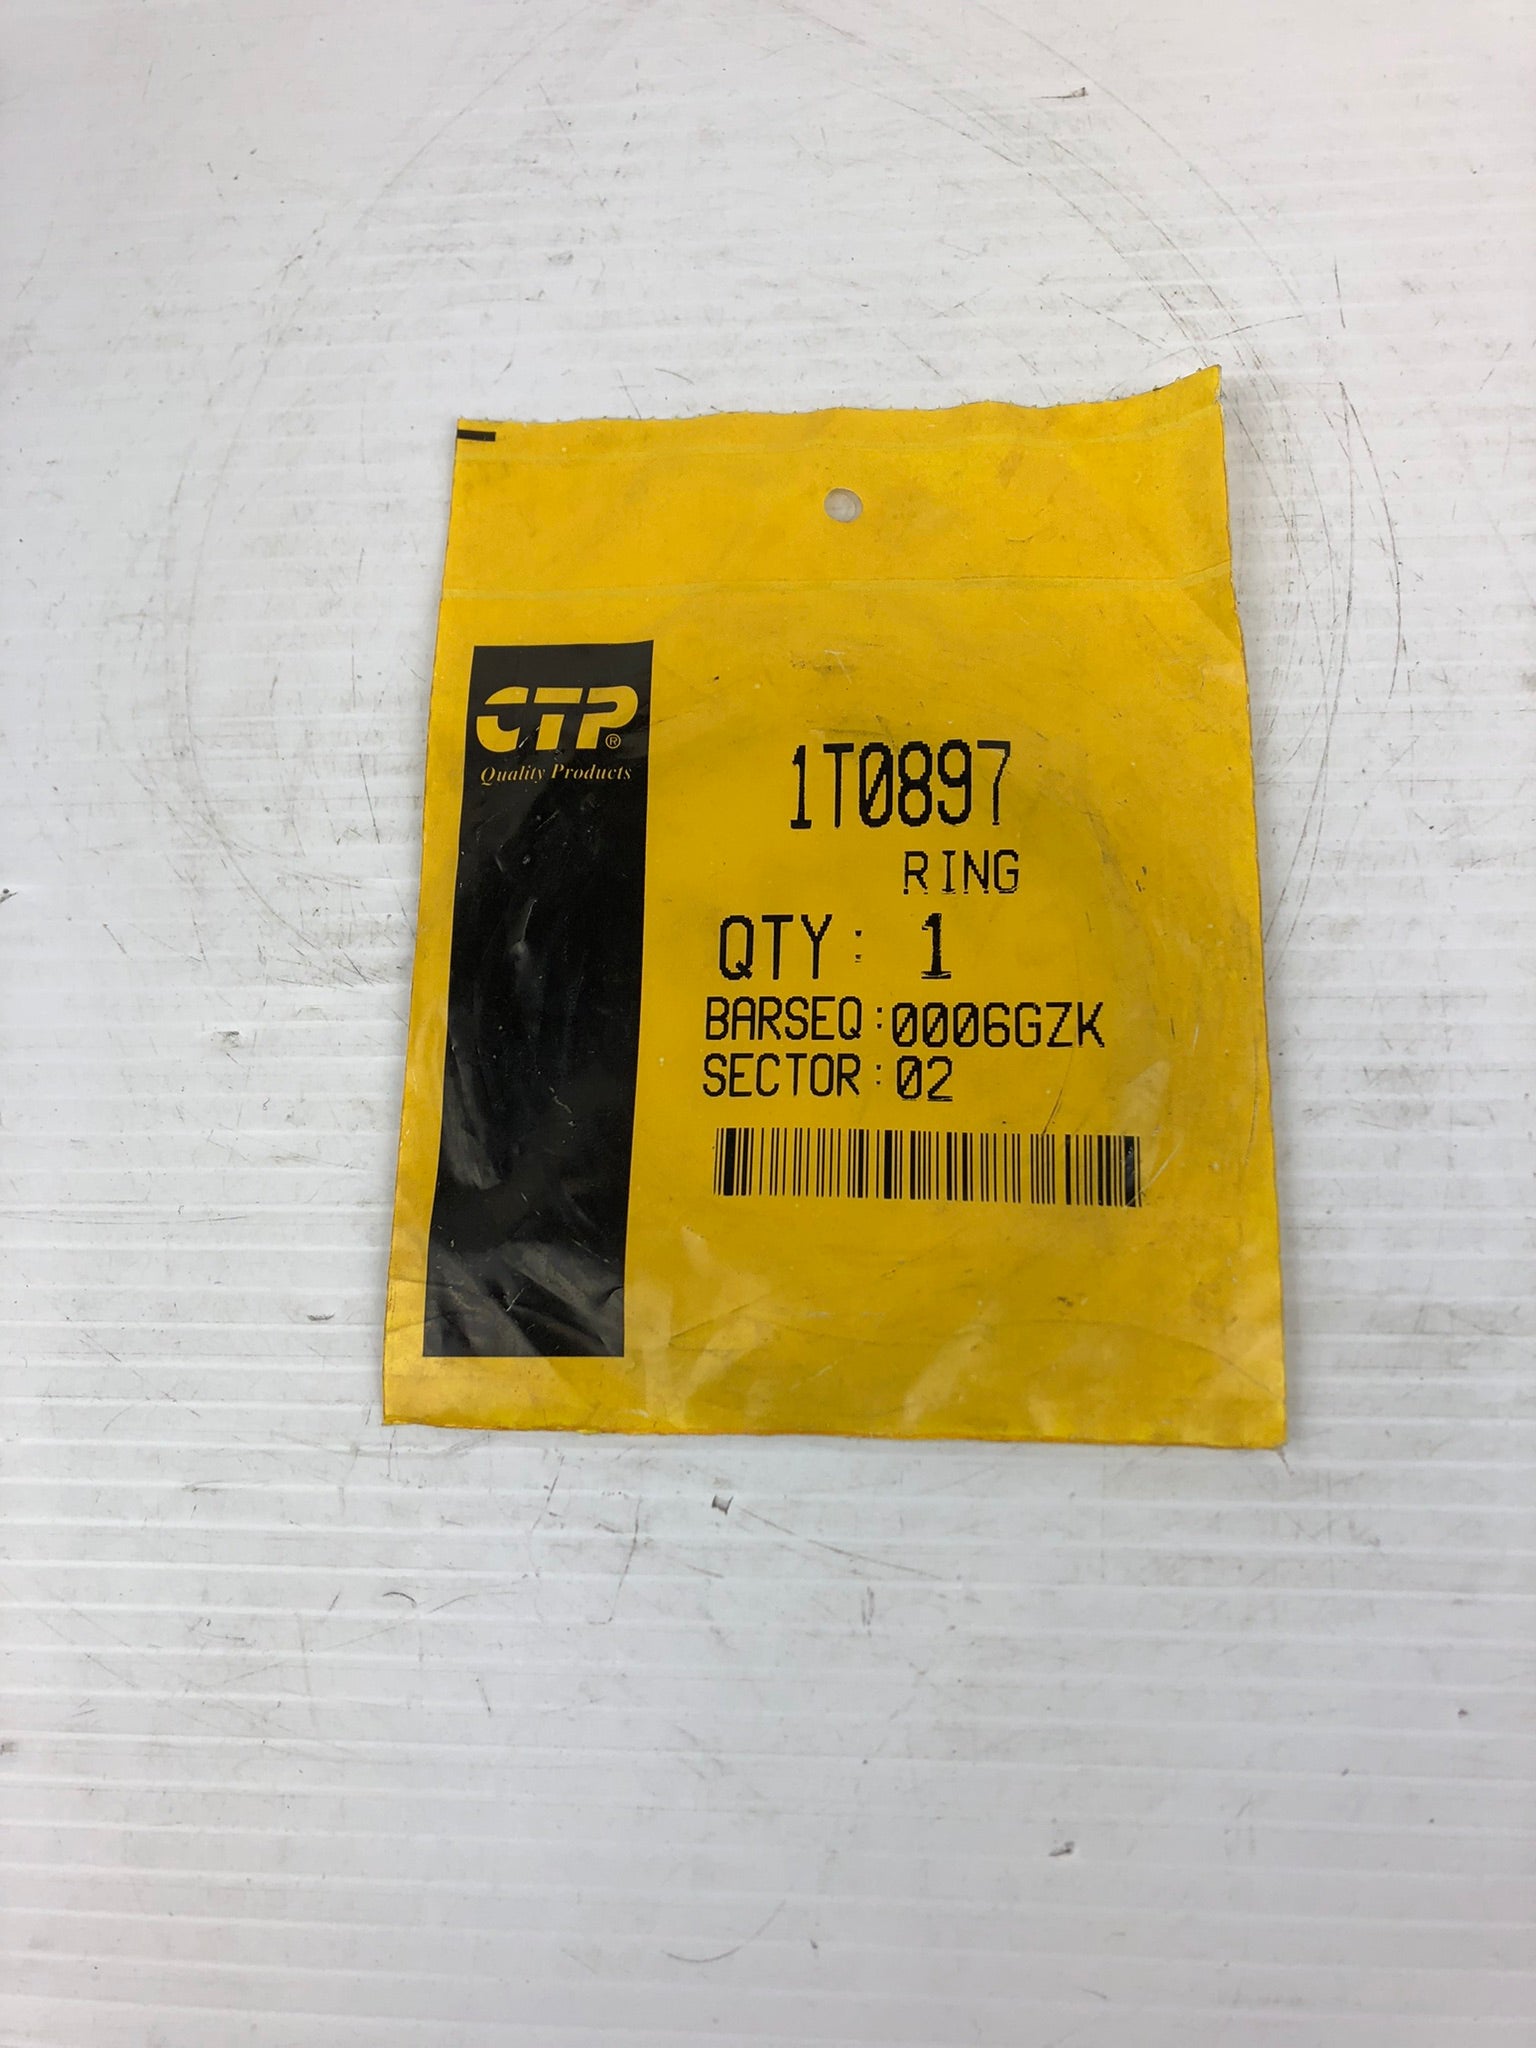 CTP®
Quality Products
1T0897
RING
QTY: 1
BARSEQ:0006GZK
SECTOR:02